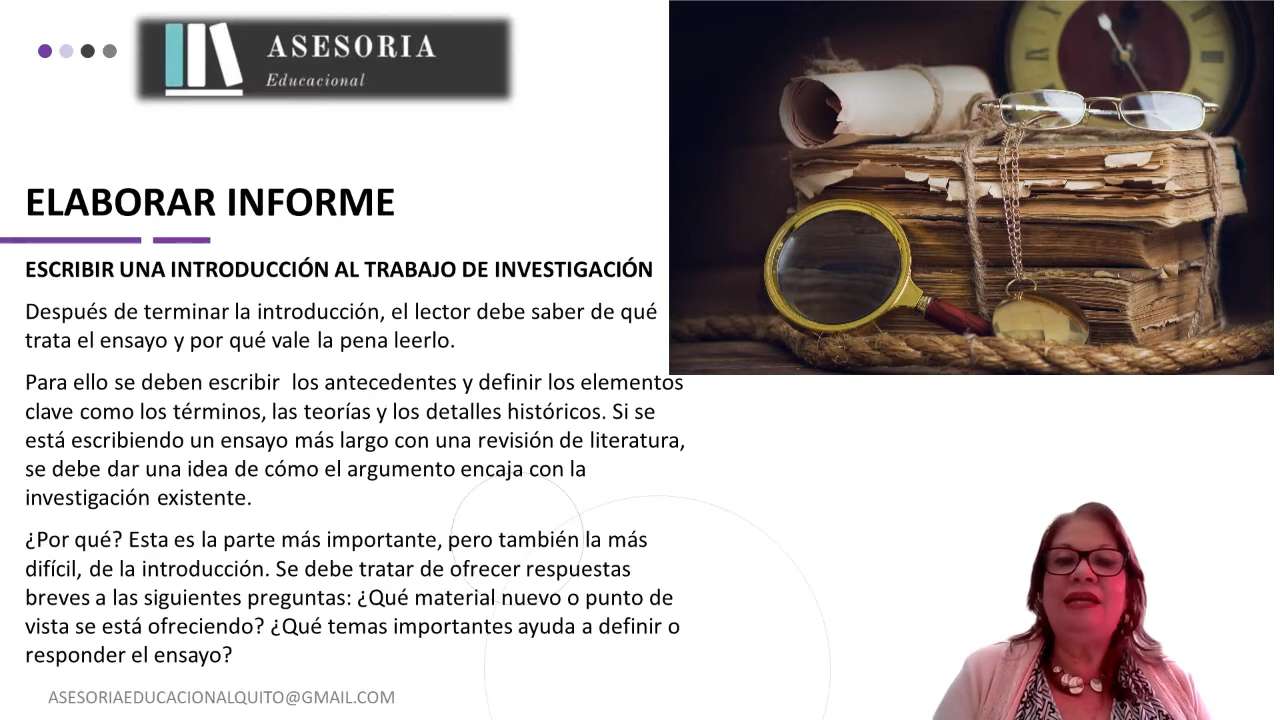 ASESORIA
Educacional
ELABORAR INFORME
ESCRIBIR UNA INTRODUCCIÓN AL TRABAJO DE INVESTIGACIÓN
Después de terminar la introducción, el lector debe saber de qué
trata el ensayo y por qué vale la pena leerlo.
Para ello se deben escribir  los antecedentes y definir los elementos
clave como los términos, las teorías y los detalles históricos. Si se
está escribiendo un ensayo más largo con una revisión de literatura,
se debe dar una idea de cómo el argumento encaja con la
investigación existente.
¿Por qué? Esta es la parte más importante, pero también la más
difícil, de la introducción. Se debe tratar de ofrecer respuestas
breves a las siguientes preguntas: ¿Qué material nuevo o punto de
vista se está ofreciendo? ¿Qué temas importantes ayuda a definir o
responder el ensayo?
ASESORIAEDUCACIONALQUITO@GMAIL.COM